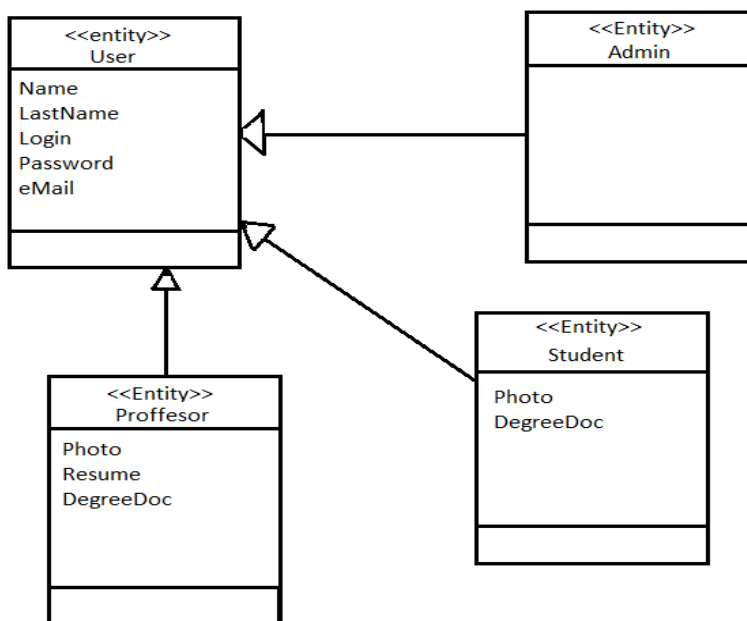 <<entity>>
User
Name
LastName
Login
Password
eMail
<<Entity>>
Admin
<<Entity>>
Student
Photo
DegreeDoc
<<Entity>>
Proffesor
Photo
Resume
DegreeDoc